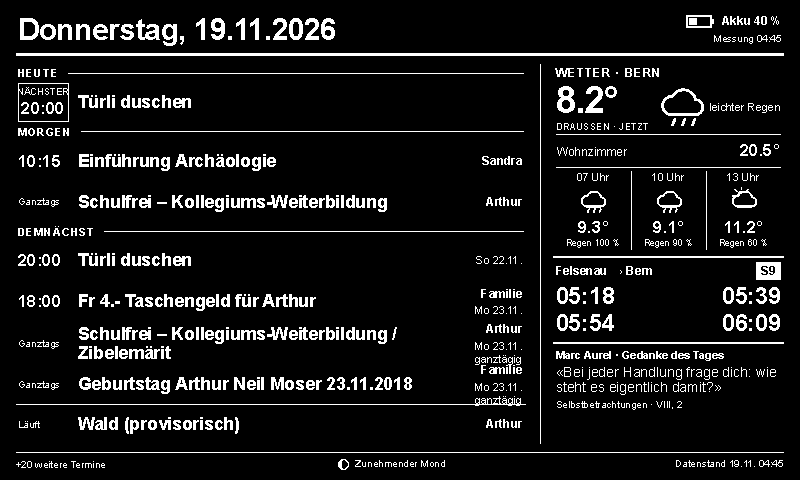 Donnerstag, 19.11.2026
Akku 40 %
Messung 04:45
HEUTE
NÄCHSTER
20:00 Türli duschen
MORGEN
10:15 Einführung Archäologie Sandra
Ganztags Schulfrei – Kollegiums-Weiterbildung Arthur
DEMNÄCHST
20:00 Türli duschen So 22.11.
18:00 Fr 4.- Taschengeld für Arthur Familie
Mo 23.11.
Ganztags Schulfrei – Kollegiums-Weiterbildung / Zibelemärit Arthur
Mo 23.11.
ganztägig
Ganztags Geburtstag Arthur Neil Moser 23.11.2018 Familie
Mo 23.11.
ganztägig
Läuft Wald (provisorisch) Arthur
WETTER · BERN
8.2° leichter Regen
DRAUSSEN · JETZT
Wohnzimmer 20.5°
07 Uhr 10 Uhr 13 Uhr
9.3° 9.1° 11.2°
Regen 100 % Regen 90 % Regen 60 %
Felsenau › Bern S9
05:18 05:39
05:54 06:09
Marc Aurel · Gedanke des Tages
«Bei jeder Handlung frage dich: wie
steht es eigentlich damit?»
Selbstbetrachtungen · VIII, 2
+20 weitere Termine Zunehmender Mond Datenstand 19.11. 04:45